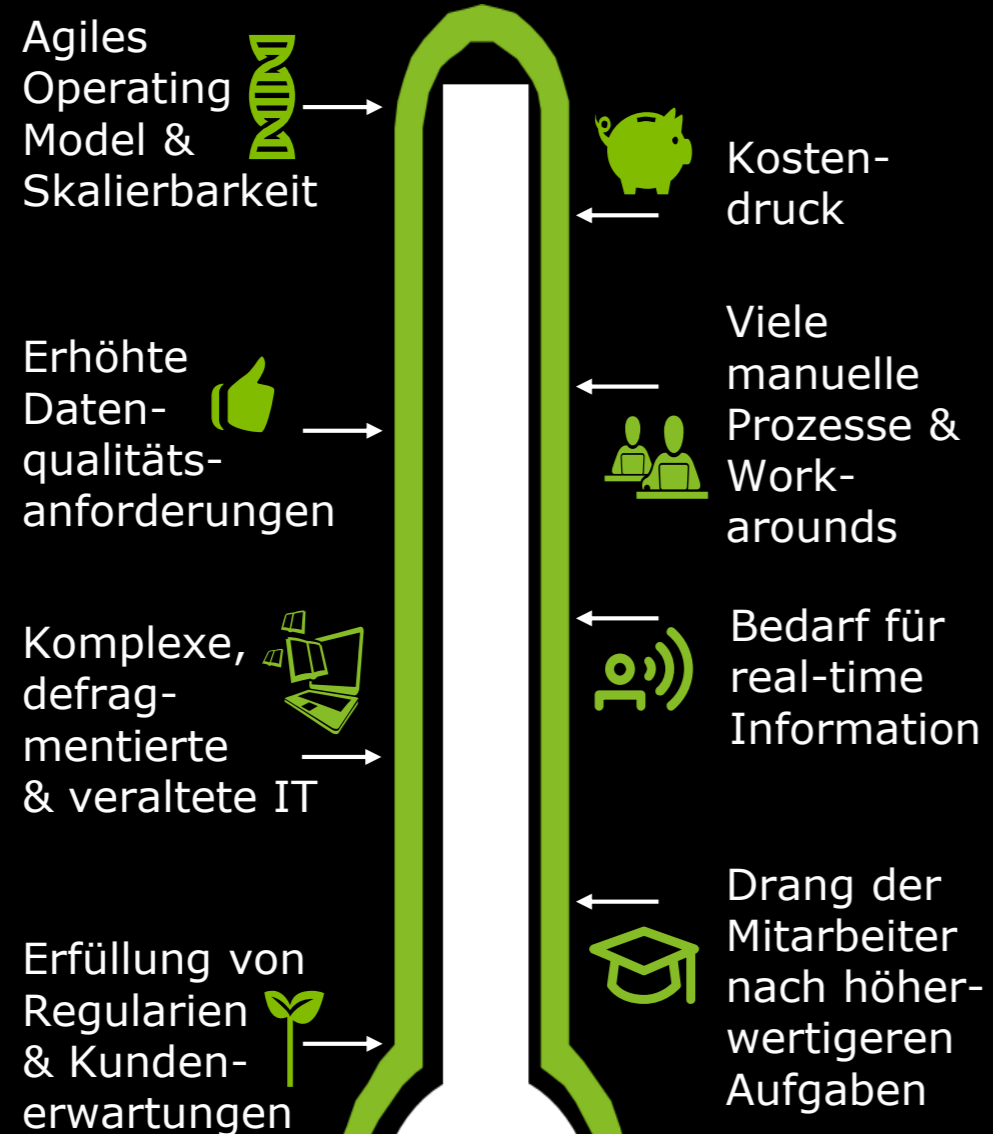 Agiles
Operating
Model &
Skalierbarkeit
Kosten-
druck
Erhöhte
Daten-
qualitäts-
anforderungen
Viele
manuelle
Prozesse &
Work-
arounds
Komplexe,
defrag-
mentierte
& veraltete IT
Bedarf für
real-time
Information
Erfüllung von
Regularien
& Kunden-
erwartungen
Drang der
Mitarbeiter
nach höher-
wertigeren
Aufgaben